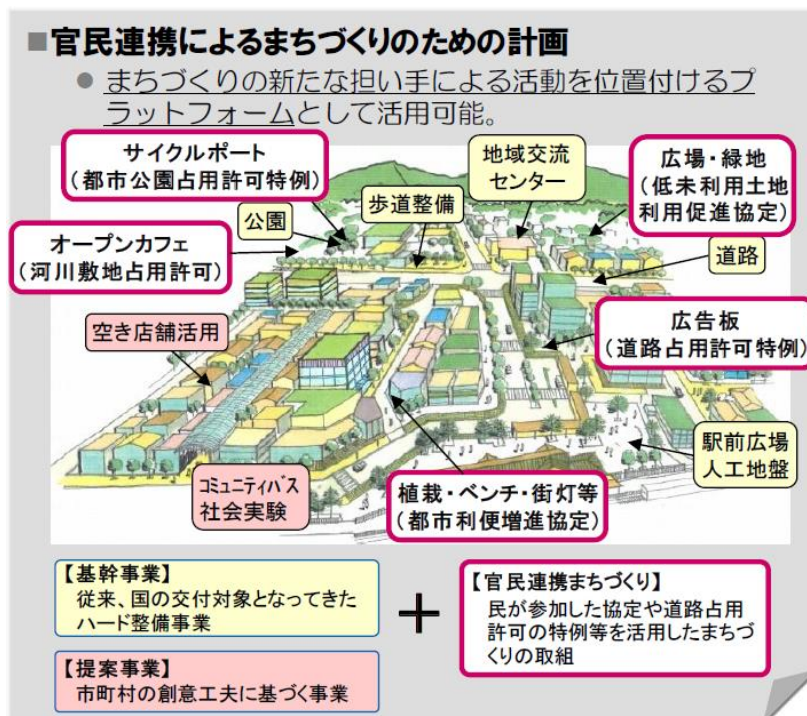 ■官民連携によるまちづくりのための計画
● まちづくりの新たな担い手による活動を位置付けるプ
ラットフォームとして活用可能。
サイクルポート
(都市公園占用許可特例)
地域交流
センター
広場・緑地
(低未利用土地
利用促進協定)
公園
歩道整備
オープンカフェ
(河川敷地占用許可)
道路
空き店舗活用
広告板
(道路占用許可特例)
駅前広場
人工地盤
コミュニティバス
社会実験
植栽・ベンチ・街灯等
(都市利便増進協定)
【基幹事業】
従来、国の交付対象となってきた
ハード整備事業
+
【官民連携まちづくり】
民が参加した協定や道路占用
許可の特例等を活用したまちづ
くりの取組
【提案事業】
市町村の創意工夫に基づく事業